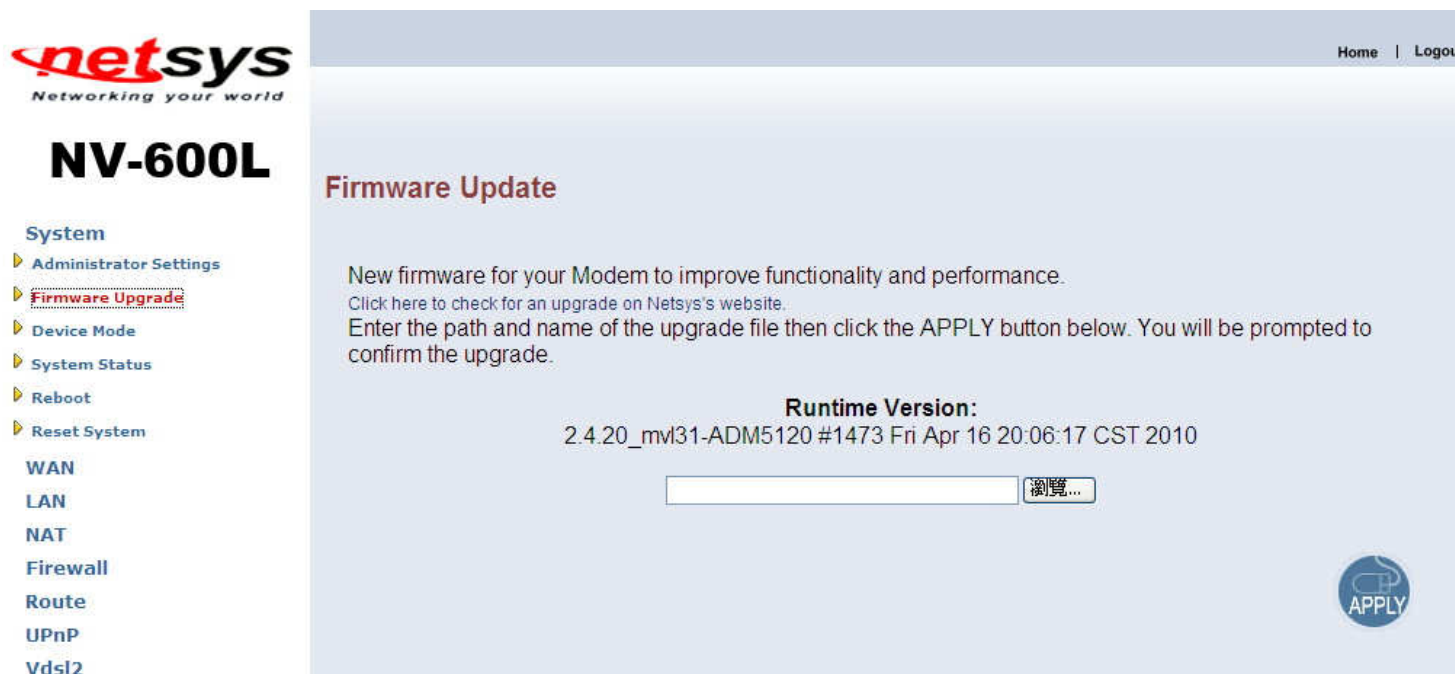 netsys
Networking your world
Home | Logou
NV-600L
Firmware Update
System
Administrator Settings
Firmware Upgrade
Device Mode
System Status
Reboot
Reset System
WAN
LAN
NAT
Firewall
Route
UPnP
Vdsl2
New firmware for your Modem to improve functionality and performance.
Click here to check for an upgrade on Netsys's website.
Enter the path and name of the upgrade file then click the APPLY button below. You will be prompted to
confirm the upgrade.
Runtime Version:
2.4.20_mvl31-ADM5120 #1473 Fri Apr 16 20:06:17 CST 2010
瀏覽...
APPLY